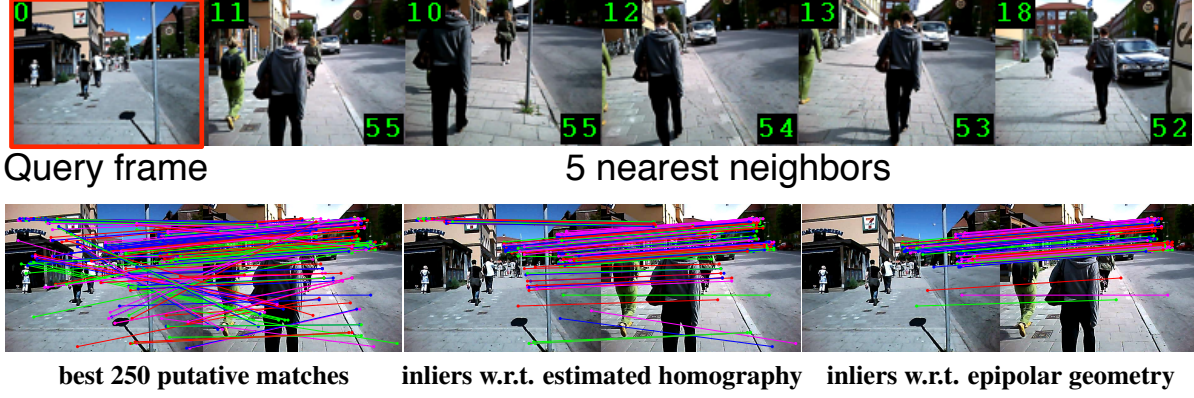 0
11
10
12
13
18
55
55
54
53
52
Query frame
5 nearest neighbors
best 250 putative matches
inliers w.r.t. estimated homography
inliers w.r.t. epipolar geometry